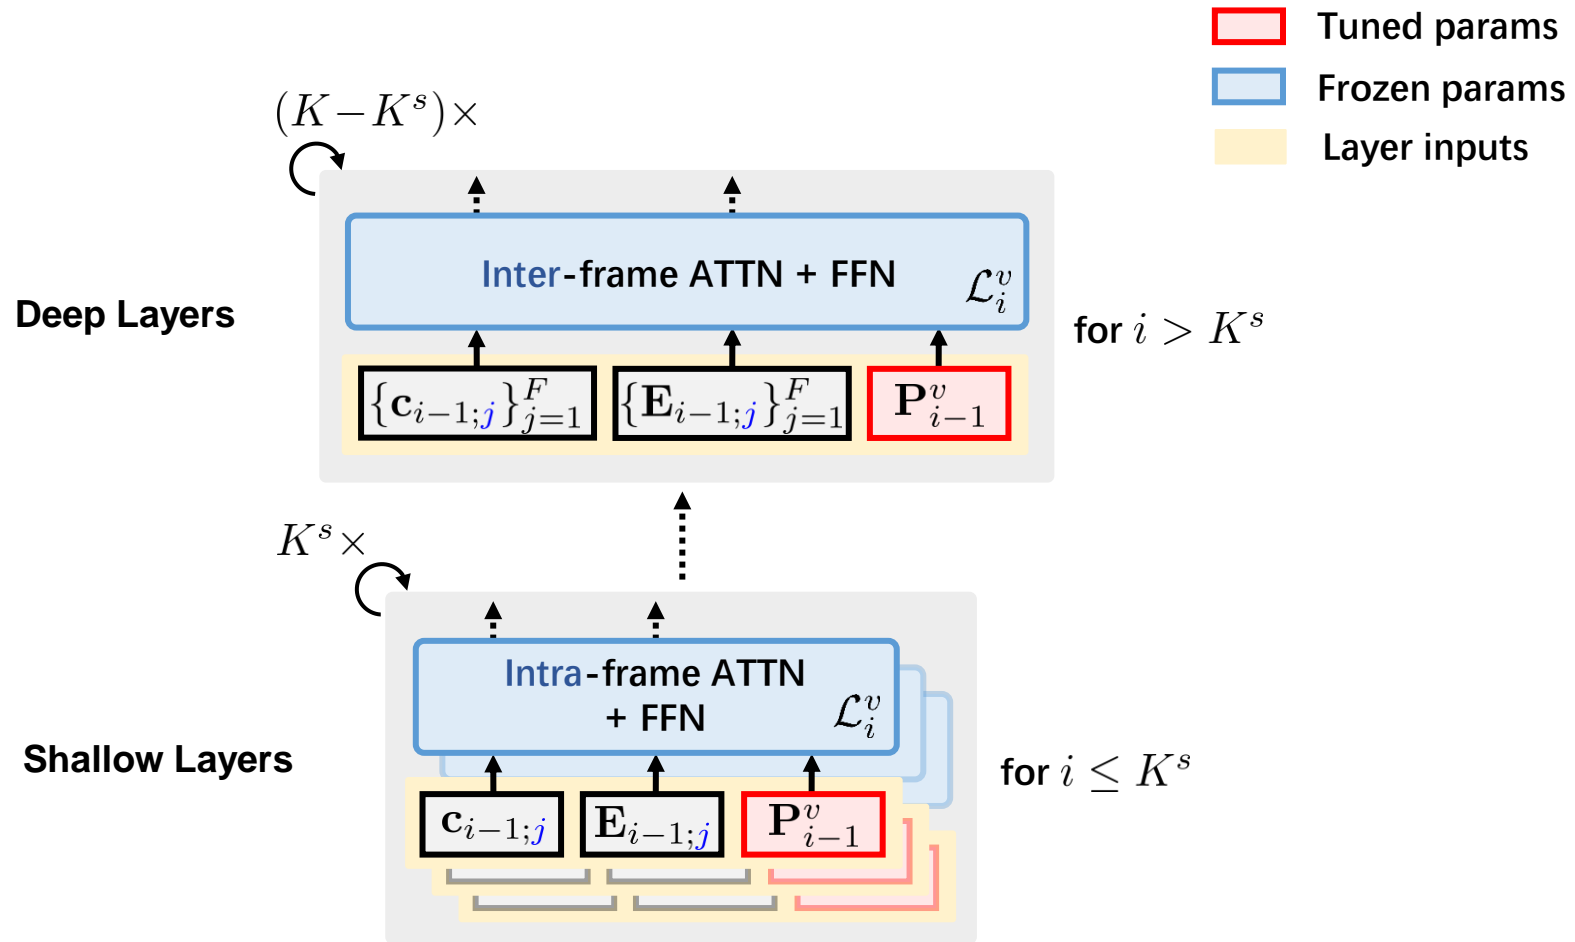 Tuned params
Frozen params
Layer inputs
(K−K^s)×
Inter-frame ATTN + FFN
𝓛_i^v
Deep Layers
for i > K^s
{c_{i−1;j}}_{j=1}^F
{E_{i−1;j}}_{j=1}^F
P_{i−1}^v
K^s×
Intra-frame ATTN
+ FFN
𝓛_i^v
Shallow Layers
for i ≤ K^s
c_{i−1;j}
E_{i−1;j}
P_{i−1}^v